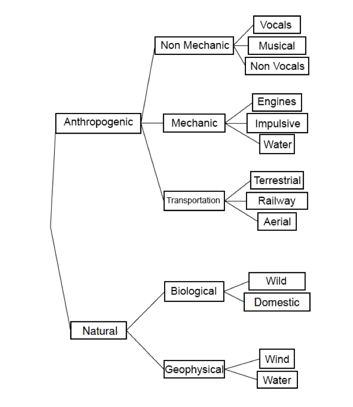 Vocals
Non Mechanic
Musical
Non Vocals
Engines
Anthropogenic
Mechanic
Impulsive
Water
Terrestrial
Transportation
Railway
Aerial
Wild
Biological
Domestic
Natural
Wind
Geophysical
Water